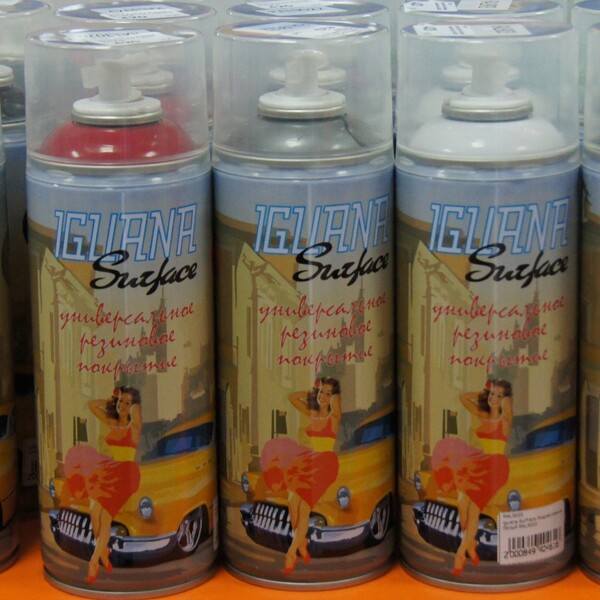 IGUANA
Surface
универсальное
резиновое
покрытие
IGUANA
Surface
универсальное
резиновое
покрытие
IGUANA
Surface
универсальное
резиновое
покрытие